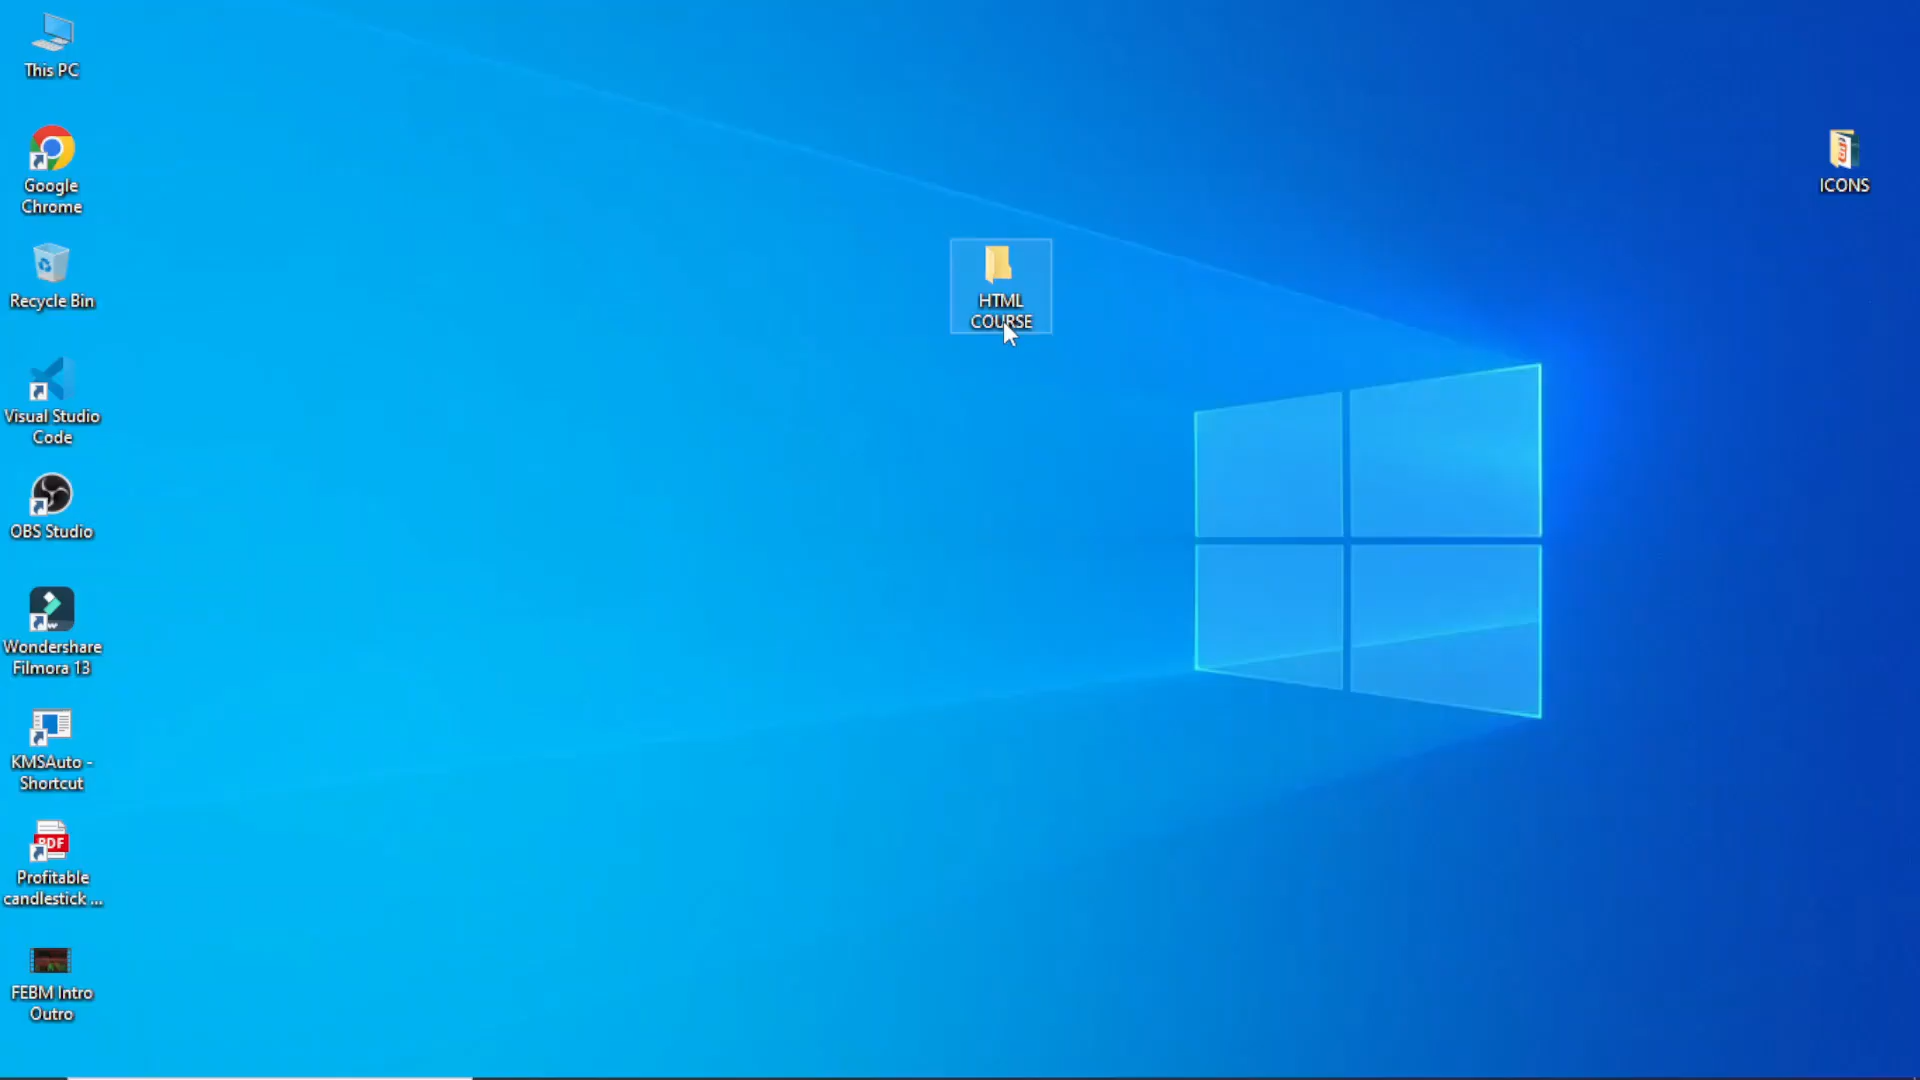 This PC
Google
Chrome
Recycle Bin
Visual Studio
Code
OBS Studio
Wondershare
Filmora 13
KMSAuto -
Shortcut
PDF
Profitable
candlestick ...
FEBM Intro
Outro
HTML
COURSE
ICONS